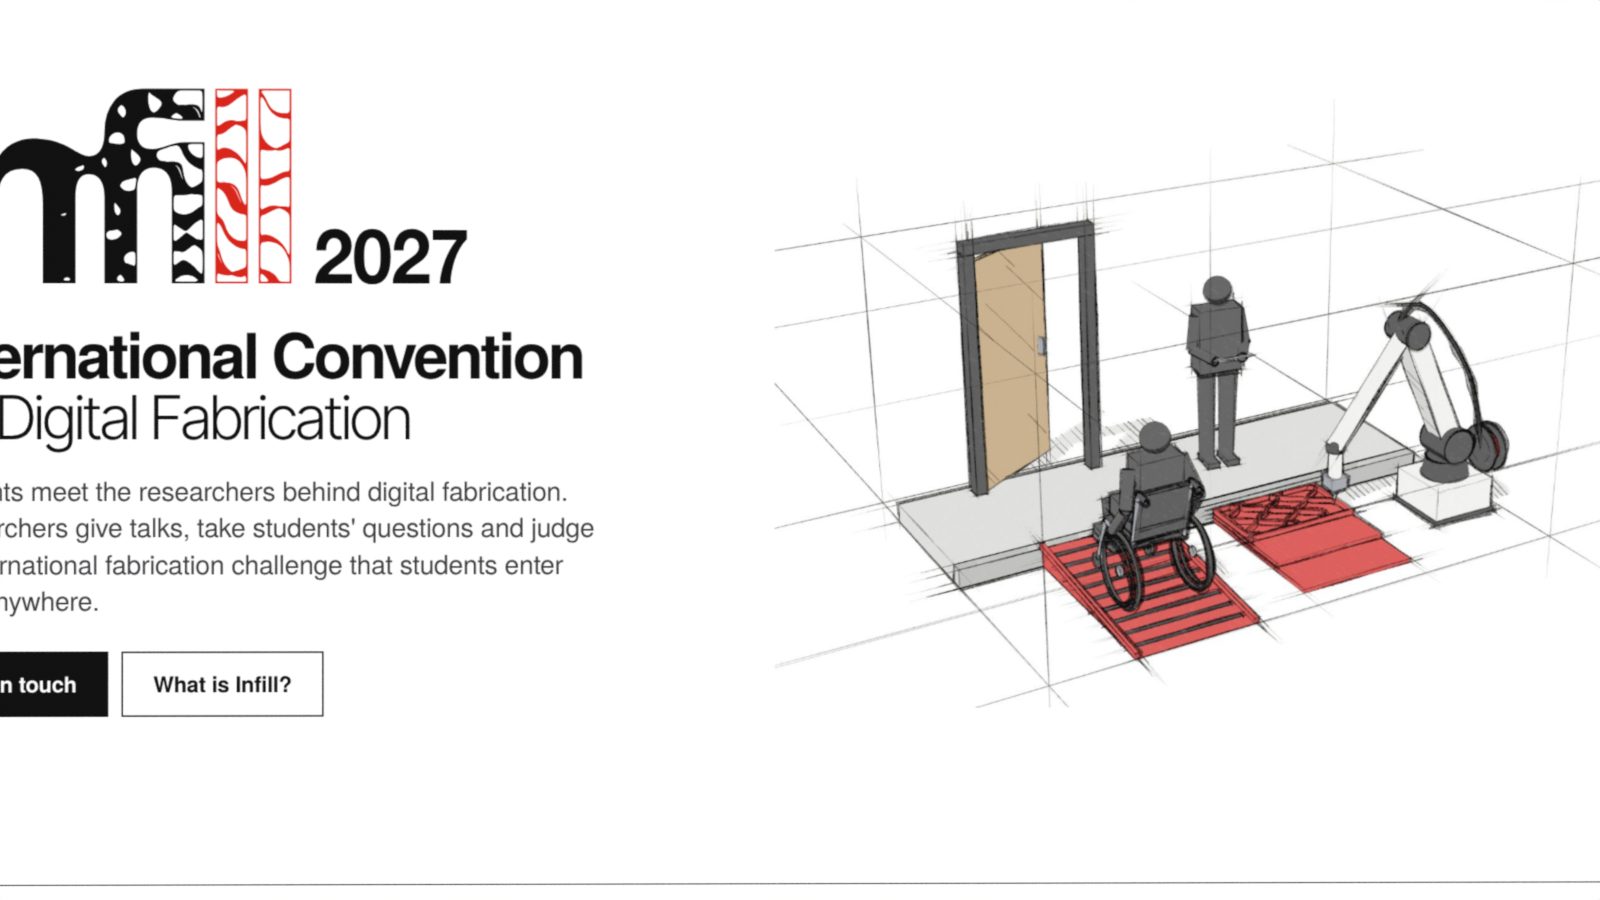 nfill 2027
ernational Convention
Digital Fabrication
nts meet the researchers behind digital fabrication.
rchers give talks, take students' questions and judge
rnational fabrication challenge that students enter
nywhere.
n touch
What is Infill?